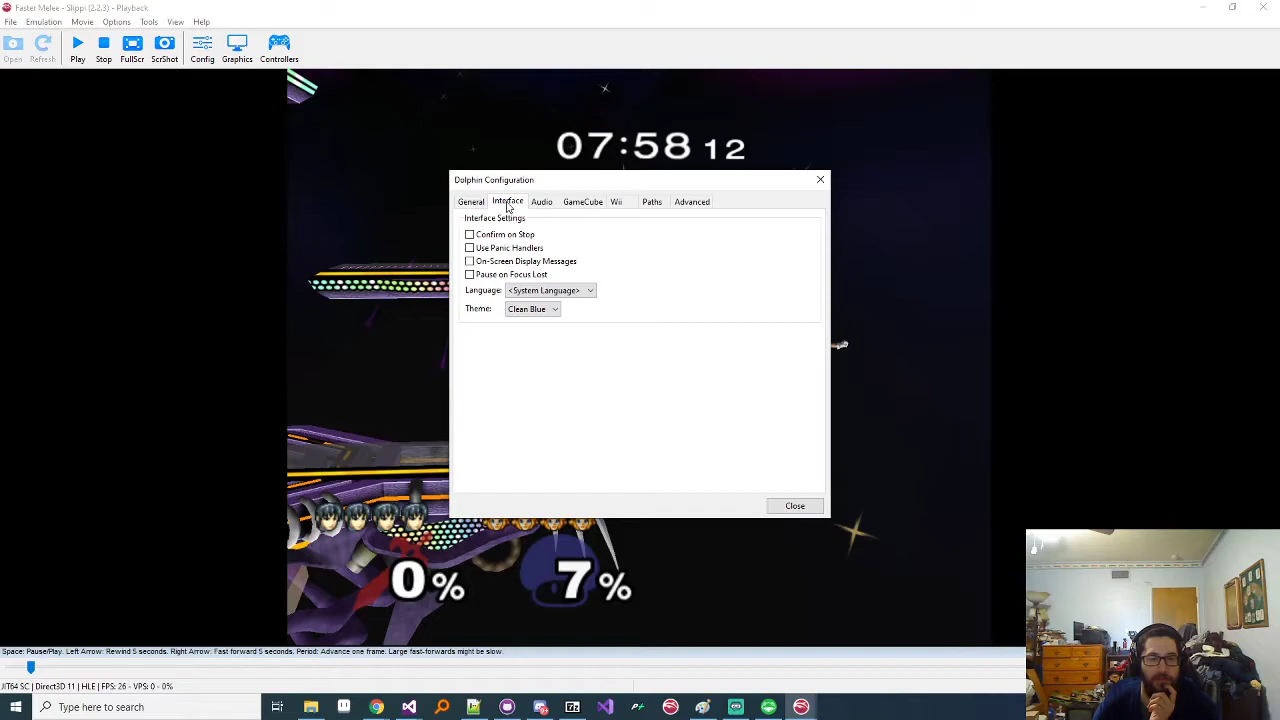 Faster Melee - Slippi (2.2.3) - Playback
File Emulation Movie Options Tools View Help
Open Refresh Play Stop FullScr ScrShot Config Graphics Controllers
07:58 12
Dolphin Configuration
General Interface Audio GameCube Wii Paths Advanced
Interface Settings
Confirm on Stop
Use Panic Handlers
On-Screen Display Messages
Pause on Focus Lost
Language: <System Language>
Theme: Clean Blue
Close
0% 7%
Space: Pause/Play. Left Arrow: Rewind 5 seconds. Right Arrow: Fast forward 5 seconds. Period: Advance one frame. Large fast-forwards might be slow.
JIT64 SC | Direct3D 11 | HLE | FPS: 26 - VPS: 0 - 0%
Type here to search